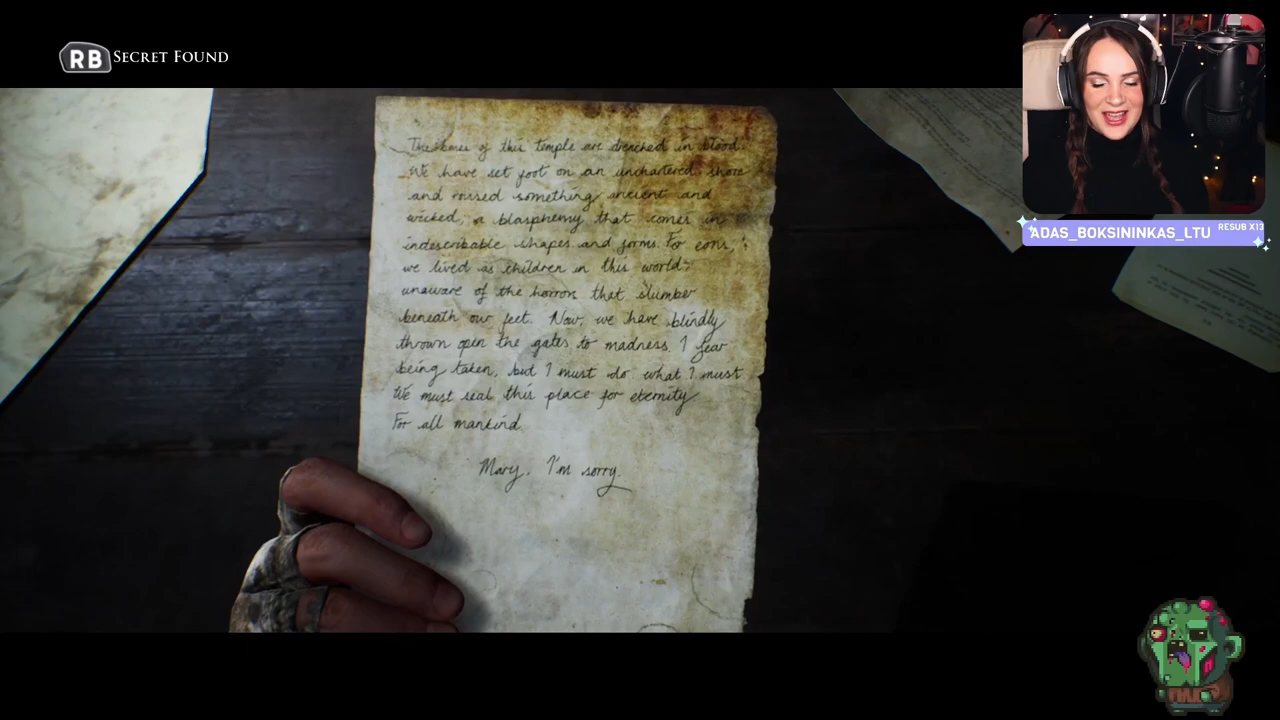 RB SECRET FOUND
The bones of this temple are drenched in blood.
We have set foot on an unchartered shore
and roused something ancient and
wicked, a blasphemy that comes in
indescribable shapes and forms. For eons,
we lived as children in this world,
unaware of the horrors that slumber
beneath our feet. Now, we have blindly
thrown open the gates to madness. I fear
being taken, but I must do what I must.
We must seal this place for eternity
For all mankind.
Mary, I'm sorry.
ADAS_BOKSININKAS_LTU RESUB X13